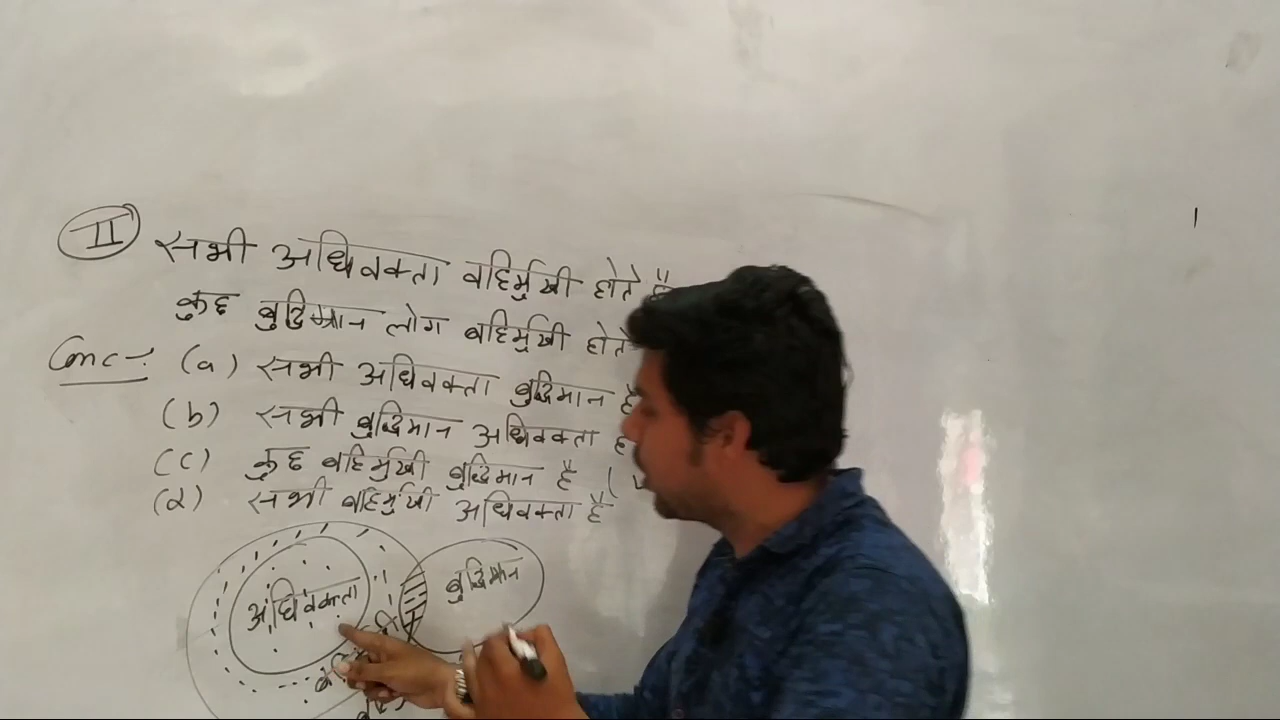 II सभी अधिवक्ता बहिर्मुखी होते हैं
कुछ बुद्धिमान लोग बहिर्मुखी होते
Conc:- (a) सभी अधिवक्ता बुद्धिमान है
(b) सभी बुद्धिमान अधिवक्ता ह
(c) कुछ बहिर्मुखी बुद्धिमान है (
(d) सभी बहिर्मुखी अधिवक्ता है
अधिवक्ता
बुद्धिमान